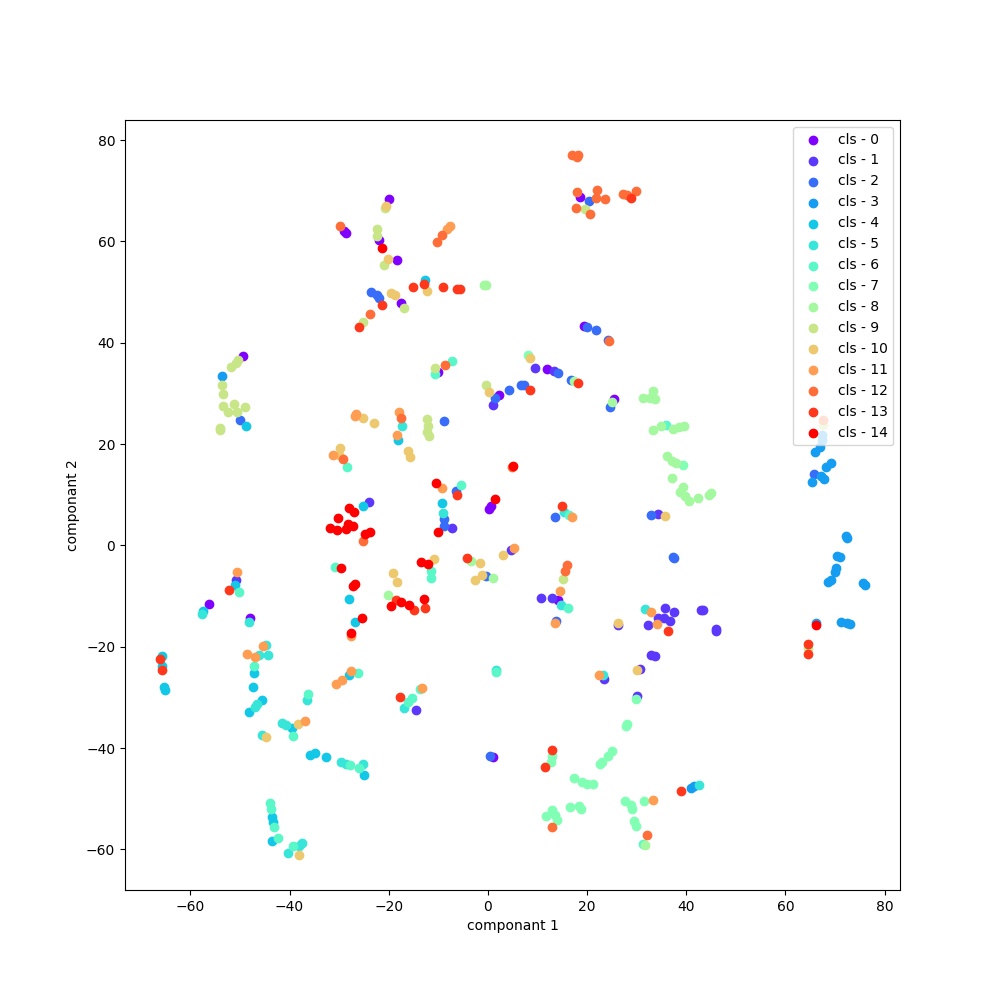 80
60
40
20
0
−20
−40
−60
−60
−40
−20
0
20
40
60
80
componant 2
componant 1
cls - 0
cls - 1
cls - 2
cls - 3
cls - 4
cls - 5
cls - 6
cls - 7
cls - 8
cls - 9
cls - 10
cls - 11
cls - 12
cls - 13
cls - 14